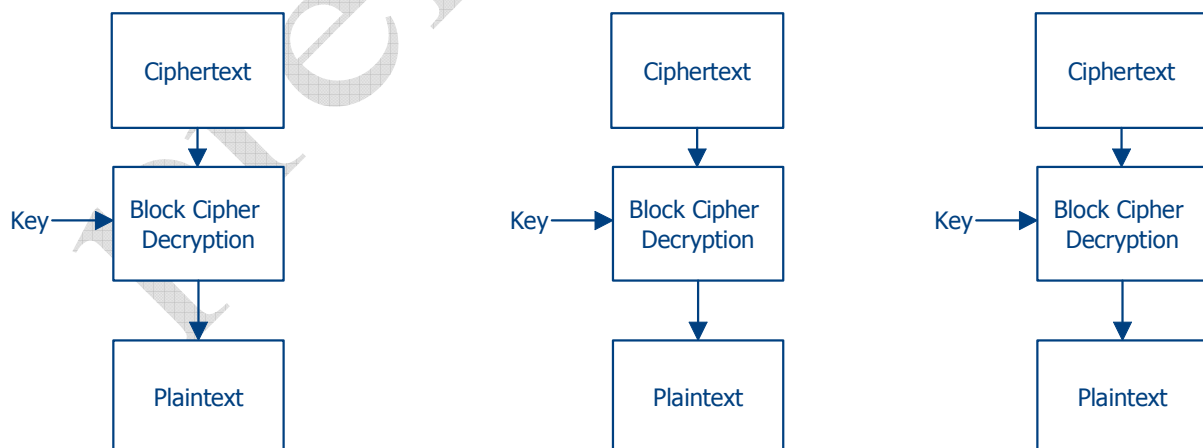 Ciphertext Ciphertext Ciphertext
Key Block Cipher Decryption Key Block Cipher Decryption Key Block Cipher Decryption
Plaintext Plaintext Plaintext